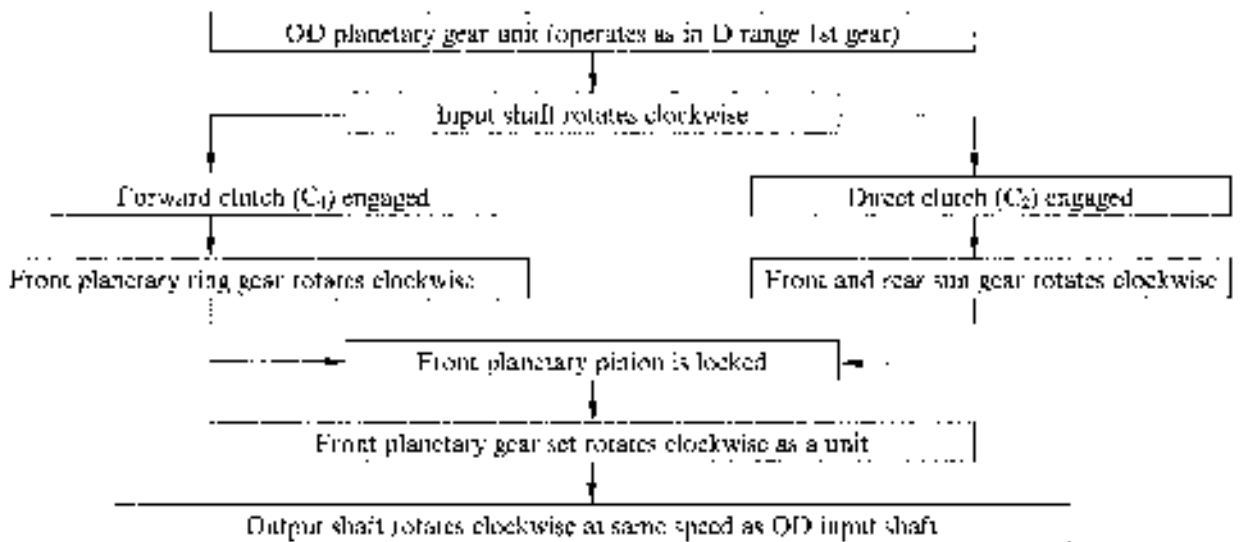 OD planetary gear unit (operates as in D range 1st gear)
Input shaft rotates clockwise
Forward clutch (C₁) engaged
Direct clutch (C₂) engaged
Front planetary ring gear rotates clockwise
Front and rear sun gear rotates clockwise
Front planetary pinion is locked
Front planetary gear set rotates clockwise as a unit
Output shaft rotates clockwise at same speed as OD input shaft